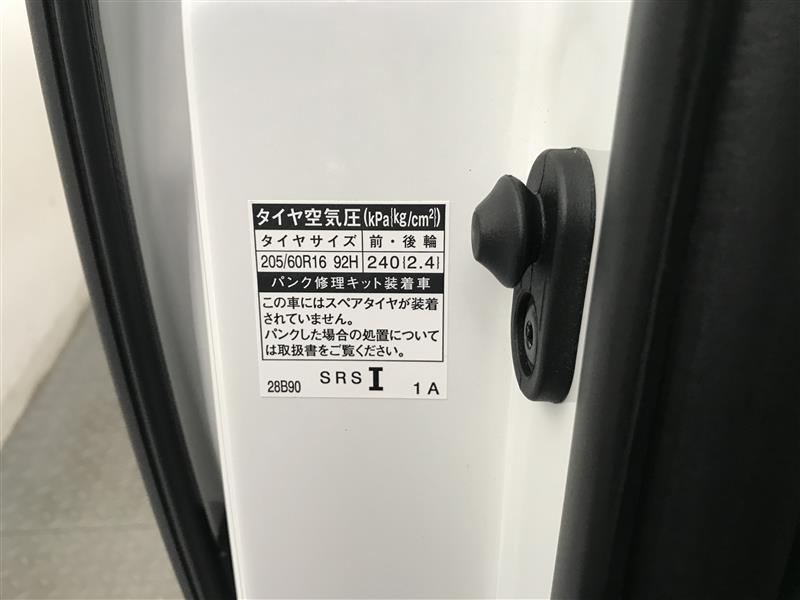 タイヤ空気圧(kPa{kg/cm²})
タイヤサイズ 前・後輪
205/60R16 92H 240{2.4}
パンク修理キット装着車
この車にはスペアタイヤが装着
されていません。
パンクした場合の処置について
は取扱書をご覧ください。
28B90 SRS I 1A